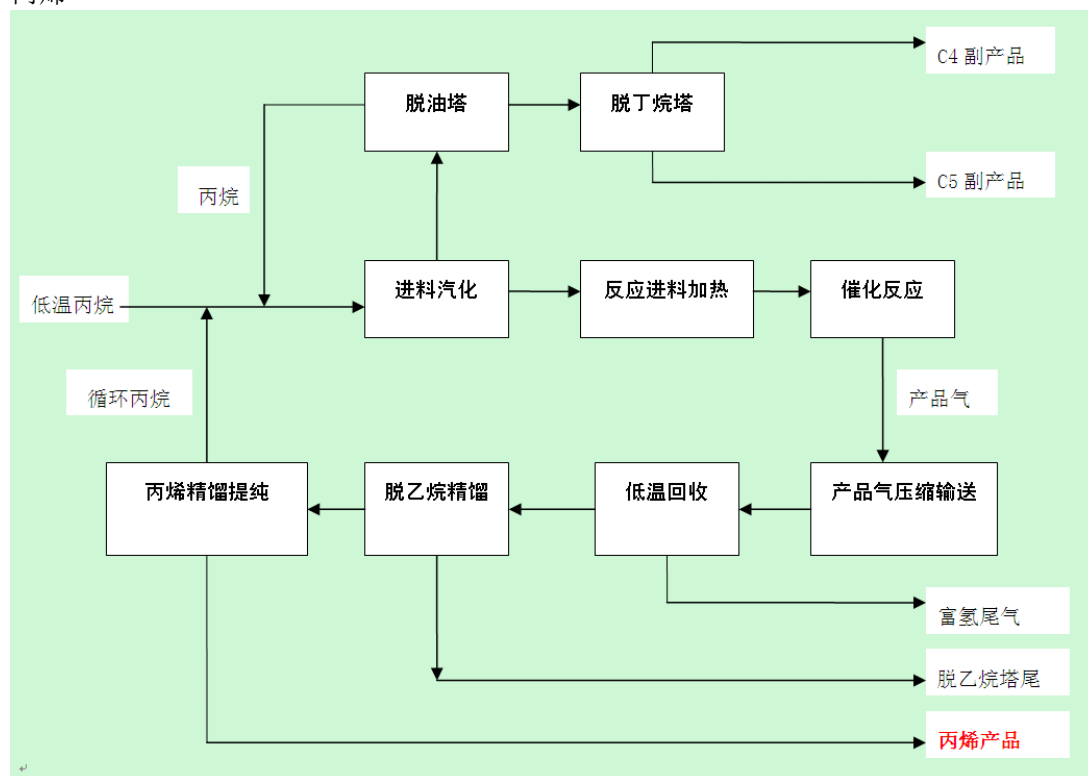 丙烯
C4 副产品
脱油塔
脱丁烷塔
C5 副产品
丙烷
进料汽化
反应进料加热
催化反应
低温丙烷
循环丙烷
产品气
丙烯精馏提纯
脱乙烷精馏
低温回收
产品气压缩输送
富氢尾气
脱乙烷塔尾
丙烯产品